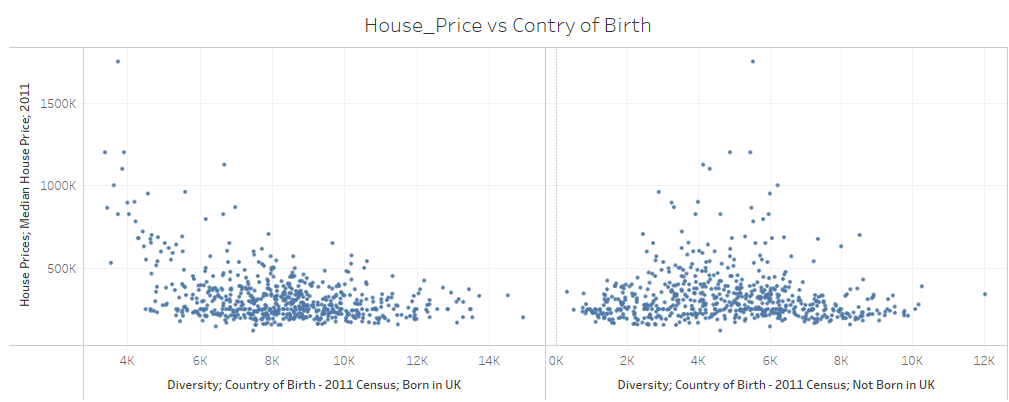 House_Price vs Contry of Birth
House Prices; Median House Price; 2011
1500K
1000K
500K
4K 6K 8K 10K 12K 14K 0K 2K 4K 6K 8K 10K 12K
Diversity; Country of Birth - 2011 Census; Born in UK
Diversity; Country of Birth - 2011 Census; Not Born in UK